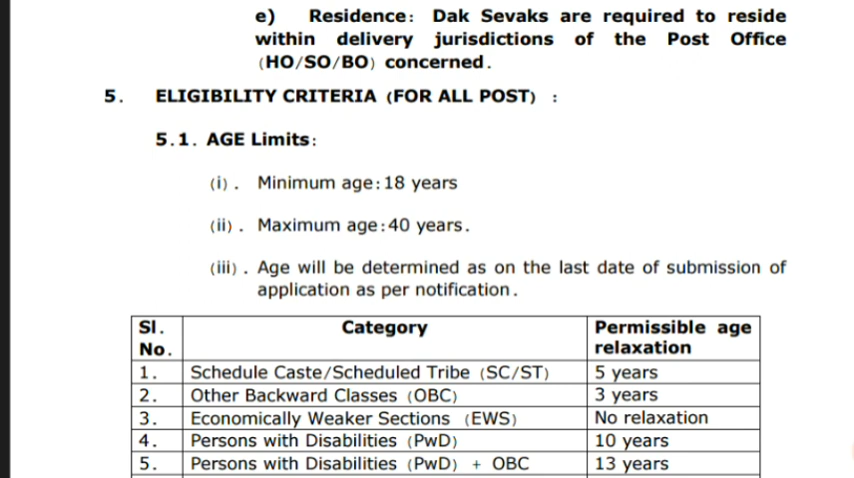 e) Residence: Dak Sevaks are required to reside
within delivery jurisdictions of the Post Office
(HO/SO/BO) concerned.
5. ELIGIBILITY CRITERIA (FOR ALL POST) :
5.1. AGE Limits:
(i). Minimum age:18 years
(ii). Maximum age:40 years.
(iii). Age will be determined as on the last date of submission of
application as per notification.
Sl. Category Permissible age
No. relaxation
1. Schedule Caste/Scheduled Tribe (SC/ST) 5 years
2. Other Backward Classes (OBC) 3 years
3. Economically Weaker Sections (EWS) No relaxation
4. Persons with Disabilities (PwD) 10 years
5. Persons with Disabilities (PwD) + OBC 13 years